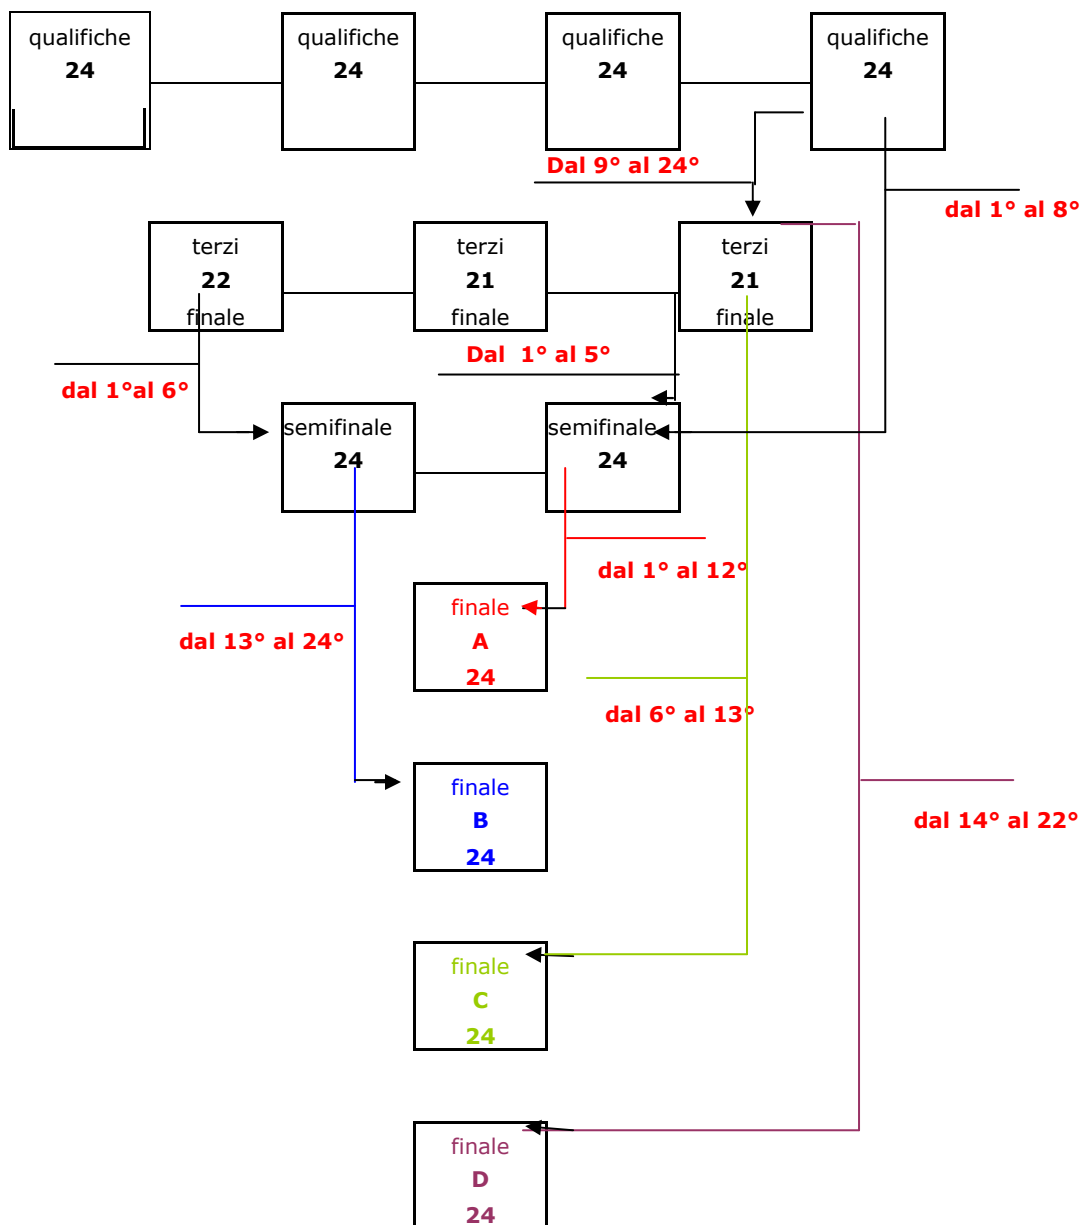 qualifiche qualifiche qualifiche qualifiche
24 24 24 24
Dal 9° al 24°
dal 1° al 8°
terzi terzi terzi
22 21 21
finale finale finale
Dal  1° al 5°
dal 1°al 6°
semifinale semifinale
24 24
dal 1° al 12°
finale
A
24
dal 13° al 24°
dal 6° al 13°
finale
B
24
dal 14° al 22°
finale
C
24
finale
D
24